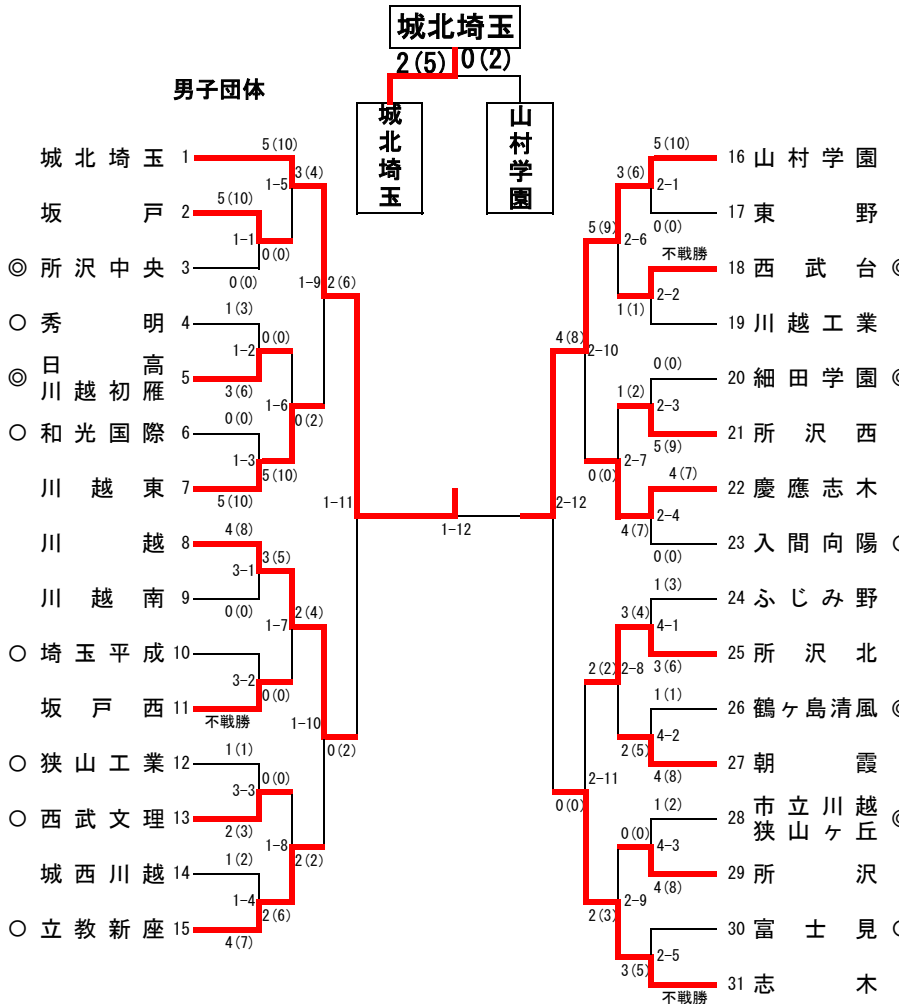 城北埼玉
2(5) 0(2)
男子団体
城北埼玉
山村学園
5(10)
城北埼玉 1
3(4)
1-5
5(10)
坂戸 2
1-1
0(0)
◎ 所沢中央 3
0(0)
1-9
2(6)
1(3)
○ 秀明 4
0(0)
1-2
◎ 日高
川越初雁 5
3(6)
1-6
0(2)
0(0)
○ 和光国際 6
1-3
5(10)
川越東 7
5(10)
1-11
4(8)
川越 8
3(5)
3-1
川越南 9
0(0)
1-7
2(4)
○ 埼玉平成 10
3-2
0(0)
坂戸西 11
不戦勝
1-10
0(2)
1(1)
○ 狭山工業 12
0(0)
3-3
○ 西武文理 13
2(3)
1-8
2(2)
1(2)
城西川越 14
1-4
2(6)
○ 立教新座 15
4(7)
1-12
5(10)
16 山村学園
3(6)
2-1
17 東野
0(0)
5(9)
2-6
不戦勝
18 西武台 ◎
2-2
1(1)
19 川越工業
4(8)
2-10
0(0)
20 細田学園 ◎
1(2)
2-3
21 所沢西
5(9)
0(0)
2-7
4(7)
22 慶應志木
2-4
4(7)
23 入間向陽 ○
0(0)
2-12
1(3)
24 ふじみ野
3(4)
4-1
25 所沢北
3(6)
2(2)
2-8
1(1)
26 鶴ヶ島清風 ◎
4-2
2(5)
27 朝霞
4(8)
2-11
0(0)
1(2)
28 市立川越
狭山ヶ丘 ◎
0(0)
4-3
29 所沢
4(8)
2-9
2(3)
30 富士見 ○
2-5
3(5)
31 志木
不戦勝